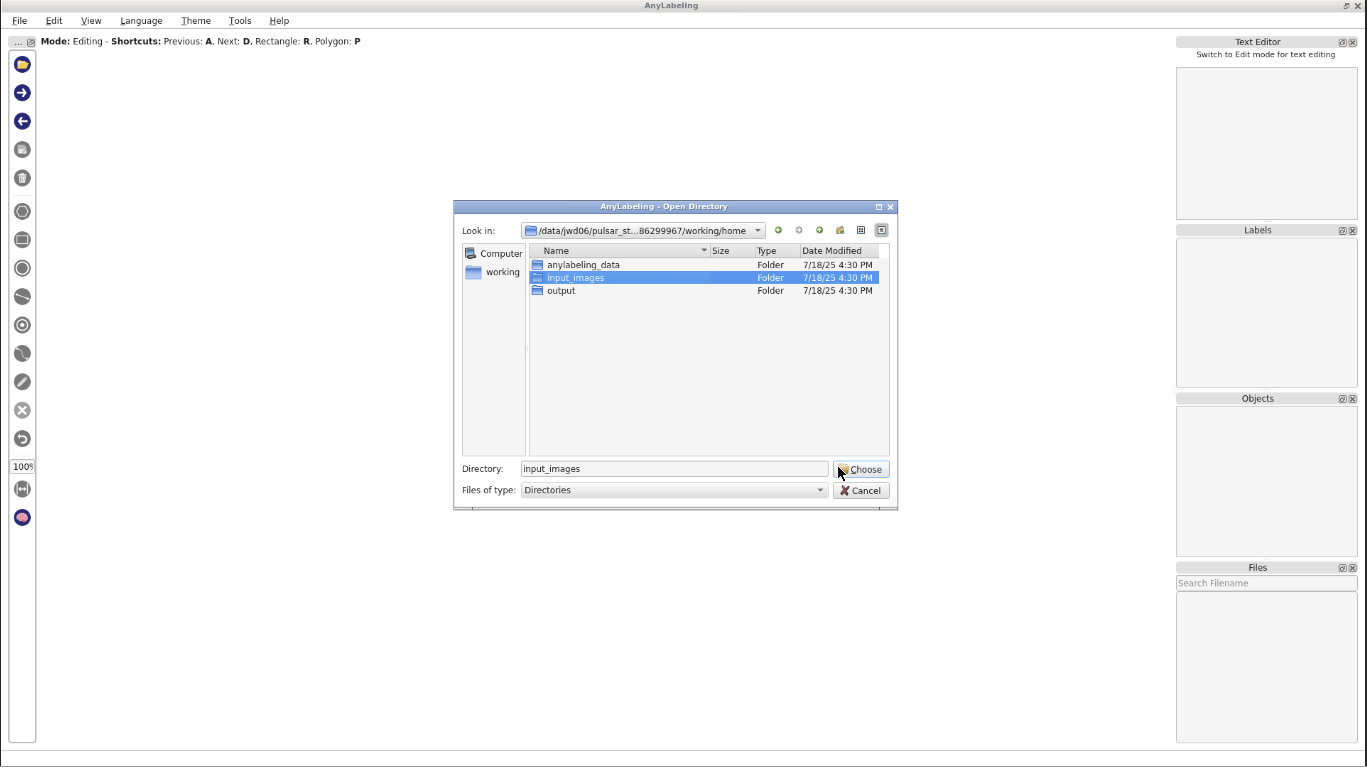 AnyLabeling
File Edit View Language Theme Tools Help
...
Mode: Editing - Shortcuts: Previous: A, Next: D, Rectangle: R, Polygon: P
Text Editor
Switch to Edit mode for text editing
AnyLabeling - Open Directory
Look in: /data/jwd06/pulsar_st...86299967/working/home
Computer
working
Name Size Type Date Modified
anylabeling_data Folder 7/18/25 4:30 PM
input_images Folder 7/18/25 4:30 PM
output Folder 7/18/25 4:30 PM
Directory: input_images Choose
Files of type: Directories Cancel
Labels
Objects
100%
Files
Search Filename